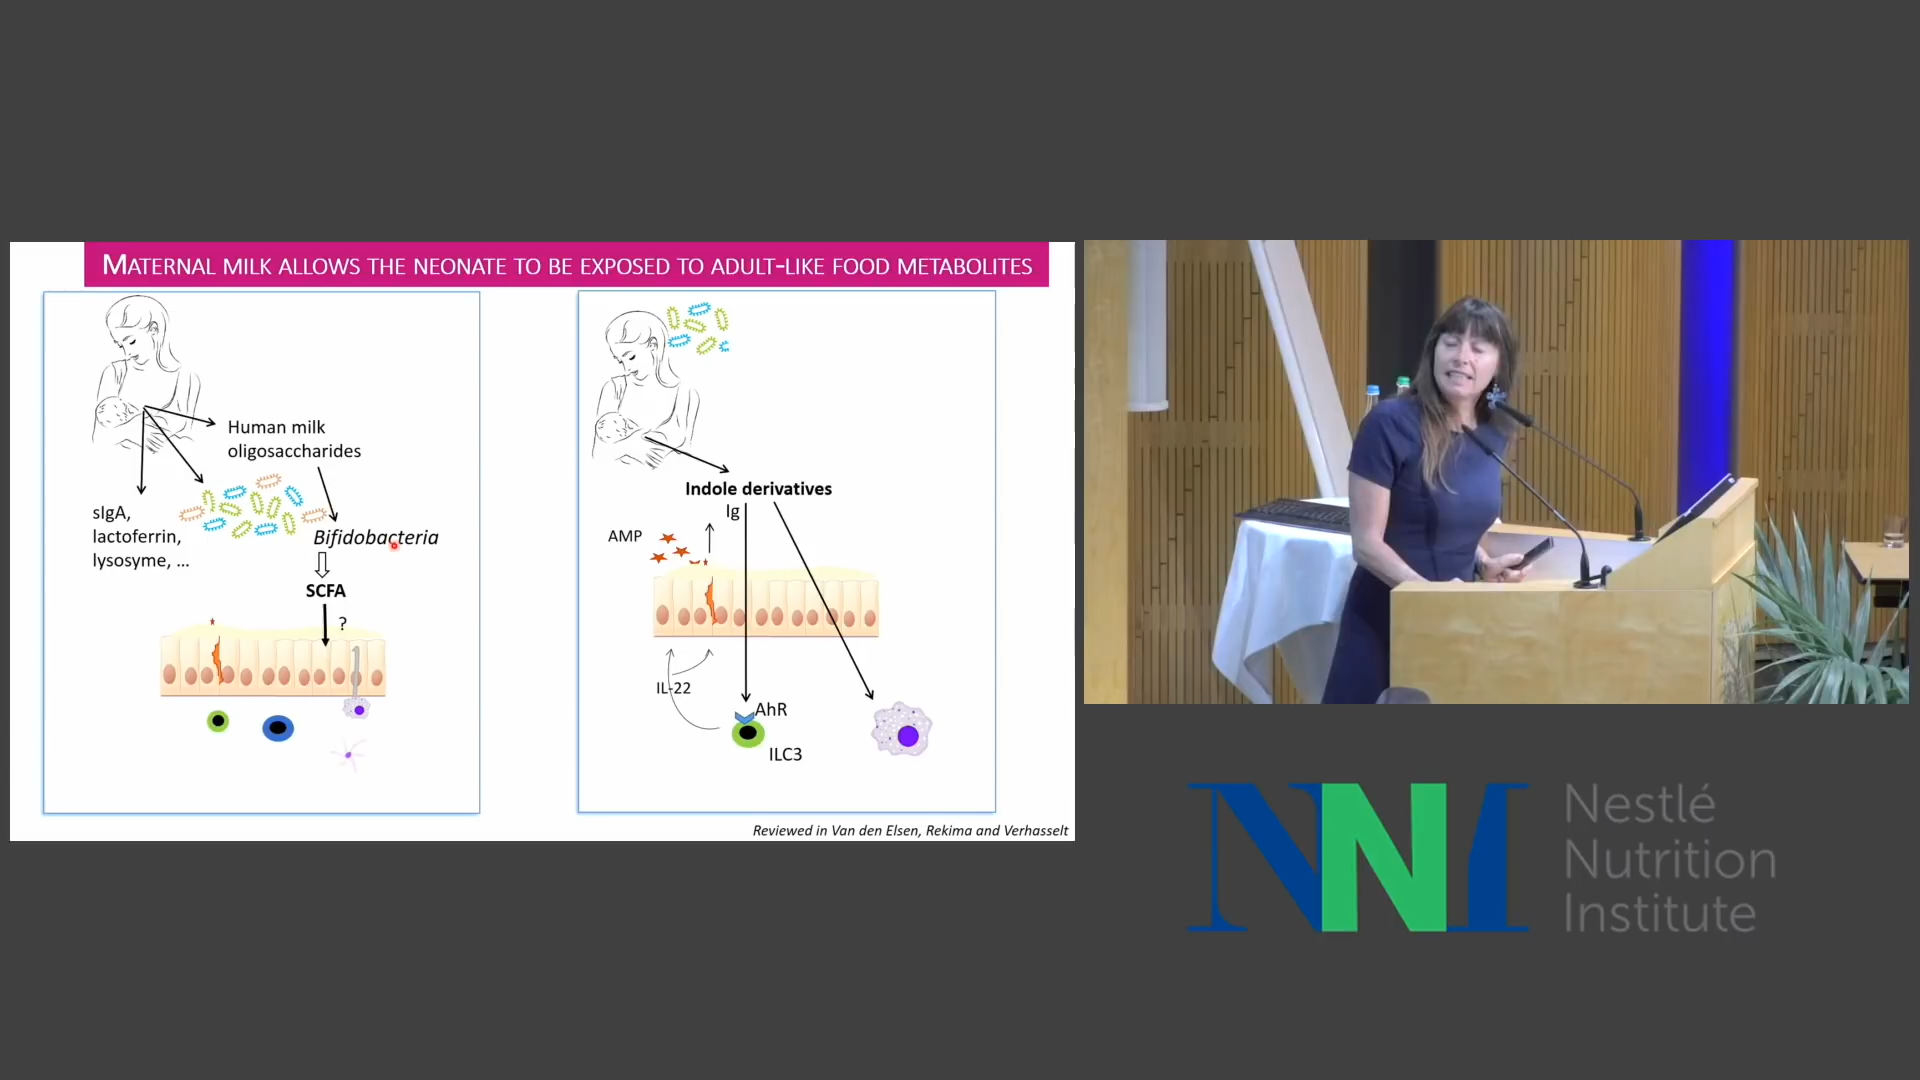 MATERNAL MILK ALLOWS THE NEONATE TO BE EXPOSED TO ADULT-LIKE FOOD METABOLITES
Human milk
oligosaccharides
sIgA,
lactoferrin,
lysosyme, ...
Bifidobacteria
SCFA
?
Indole derivatives
Ig
AMP
IL-22
AhR
ILC3
Reviewed in Van den Elsen, Rekima and Verhasselt
NNI
Nestlé
Nutrition
Institute